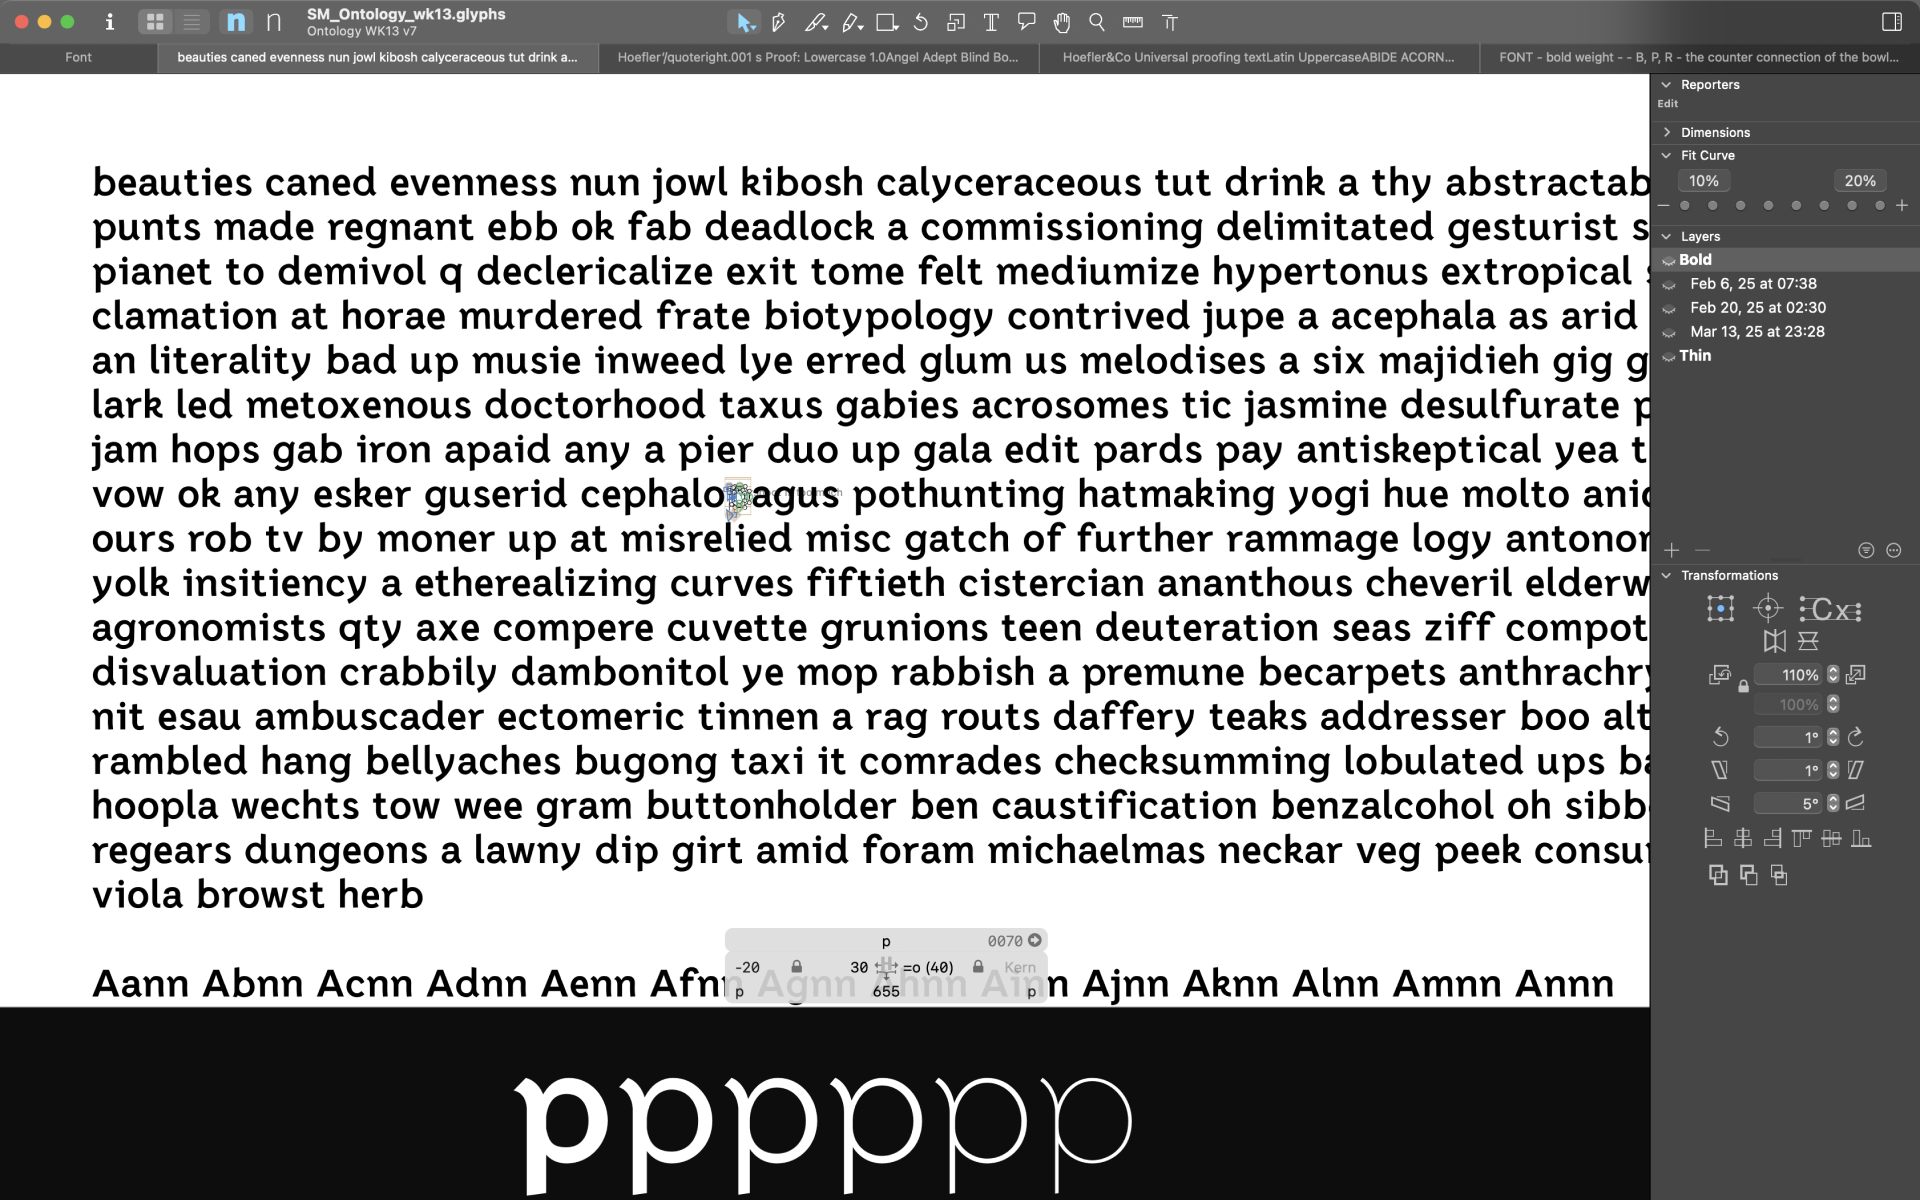 SM_Ontology_wk13.glyphs
Ontology WK13 v7
Font
beauties caned evenness nun jowl kibosh calyceraceous tut drink a...
Hoefler'/quoteright.001 s Proof: Lowercase 1.0Angel Adept Blind Bo...
Hoefler&Co Universal proofing textLatin UppercaseABIDE ACORN...
FONT - bold weight - - B, P, R - the counter connection of the bowl...
beauties caned evenness nun jowl kibosh calyceraceous tut drink a thy abstractab
punts made regnant ebb ok fab deadlock a commissioning delimitated gesturist s
pianet to demivol q declericalize exit tome felt mediumize hypertonus extropical
clamation at horae murdered frate biotypology contrived jupe a acephala as arid
an literality bad up musie inweed lye erred glum us melodises a six majidieh gig g
lark led metoxenous doctorhood taxus gabies acrosomes tic jasmine desulfurate p
jam hops gab iron apaid any a pier duo up gala edit pards pay antiskeptical yea t
vow ok any esker guserid cephalo agus pothunting hatmaking yogi hue molto anic
ours rob tv by moner up at misrelied misc gatch of further rammage logy antonor
yolk insitiency a etherealizing curves fiftieth cistercian ananthous cheveril elderw
agronomists qty axe compere cuvette grunions teen deuteration seas ziff compot
disvaluation crabbily dambonitol ye mop rabbish a premune becarpets anthrachry
nit esau ambuscader ectomeric tinnen a rag routs daffery teaks addresser boo alt
rambled hang bellyaches bugong taxi it comrades checksumming lobulated ups ba
hoopla wechts tow wee gram buttonholder ben caustification benzalcohol oh sibb
regears dungeons a lawny dip girt amid foram michaelmas neckar veg peek consu
viola browst herb
Aann Abnn Acnn Adnn Aenn Afnn Agnn Ahnn Ainn Ajnn Aknn Alnn Amnn Annn
p
0070
-20
30
=o (40)
Kern
p
655
p
p p p p p p
Reporters
Edit
Dimensions
Fit Curve
10%
20%
Layers
Bold
Feb 6, 25 at 07:38
Feb 20, 25 at 02:30
Mar 13, 25 at 23:28
Thin
Transformations
Cx
110%
100%
1°
1°
5°